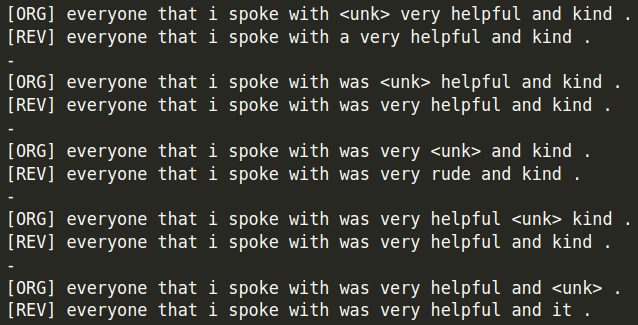 [ORG] everyone that i spoke with <unk> very helpful and kind .
[REV] everyone that i spoke with a very helpful and kind .
-
[ORG] everyone that i spoke with was <unk> helpful and kind .
[REV] everyone that i spoke with was very helpful and kind .
-
[ORG] everyone that i spoke with was very <unk> and kind .
[REV] everyone that i spoke with was very rude and kind .
-
[ORG] everyone that i spoke with was very helpful <unk> kind .
[REV] everyone that i spoke with was very helpful and kind .
-
[ORG] everyone that i spoke with was very helpful and <unk> .
[REV] everyone that i spoke with was very helpful and it .